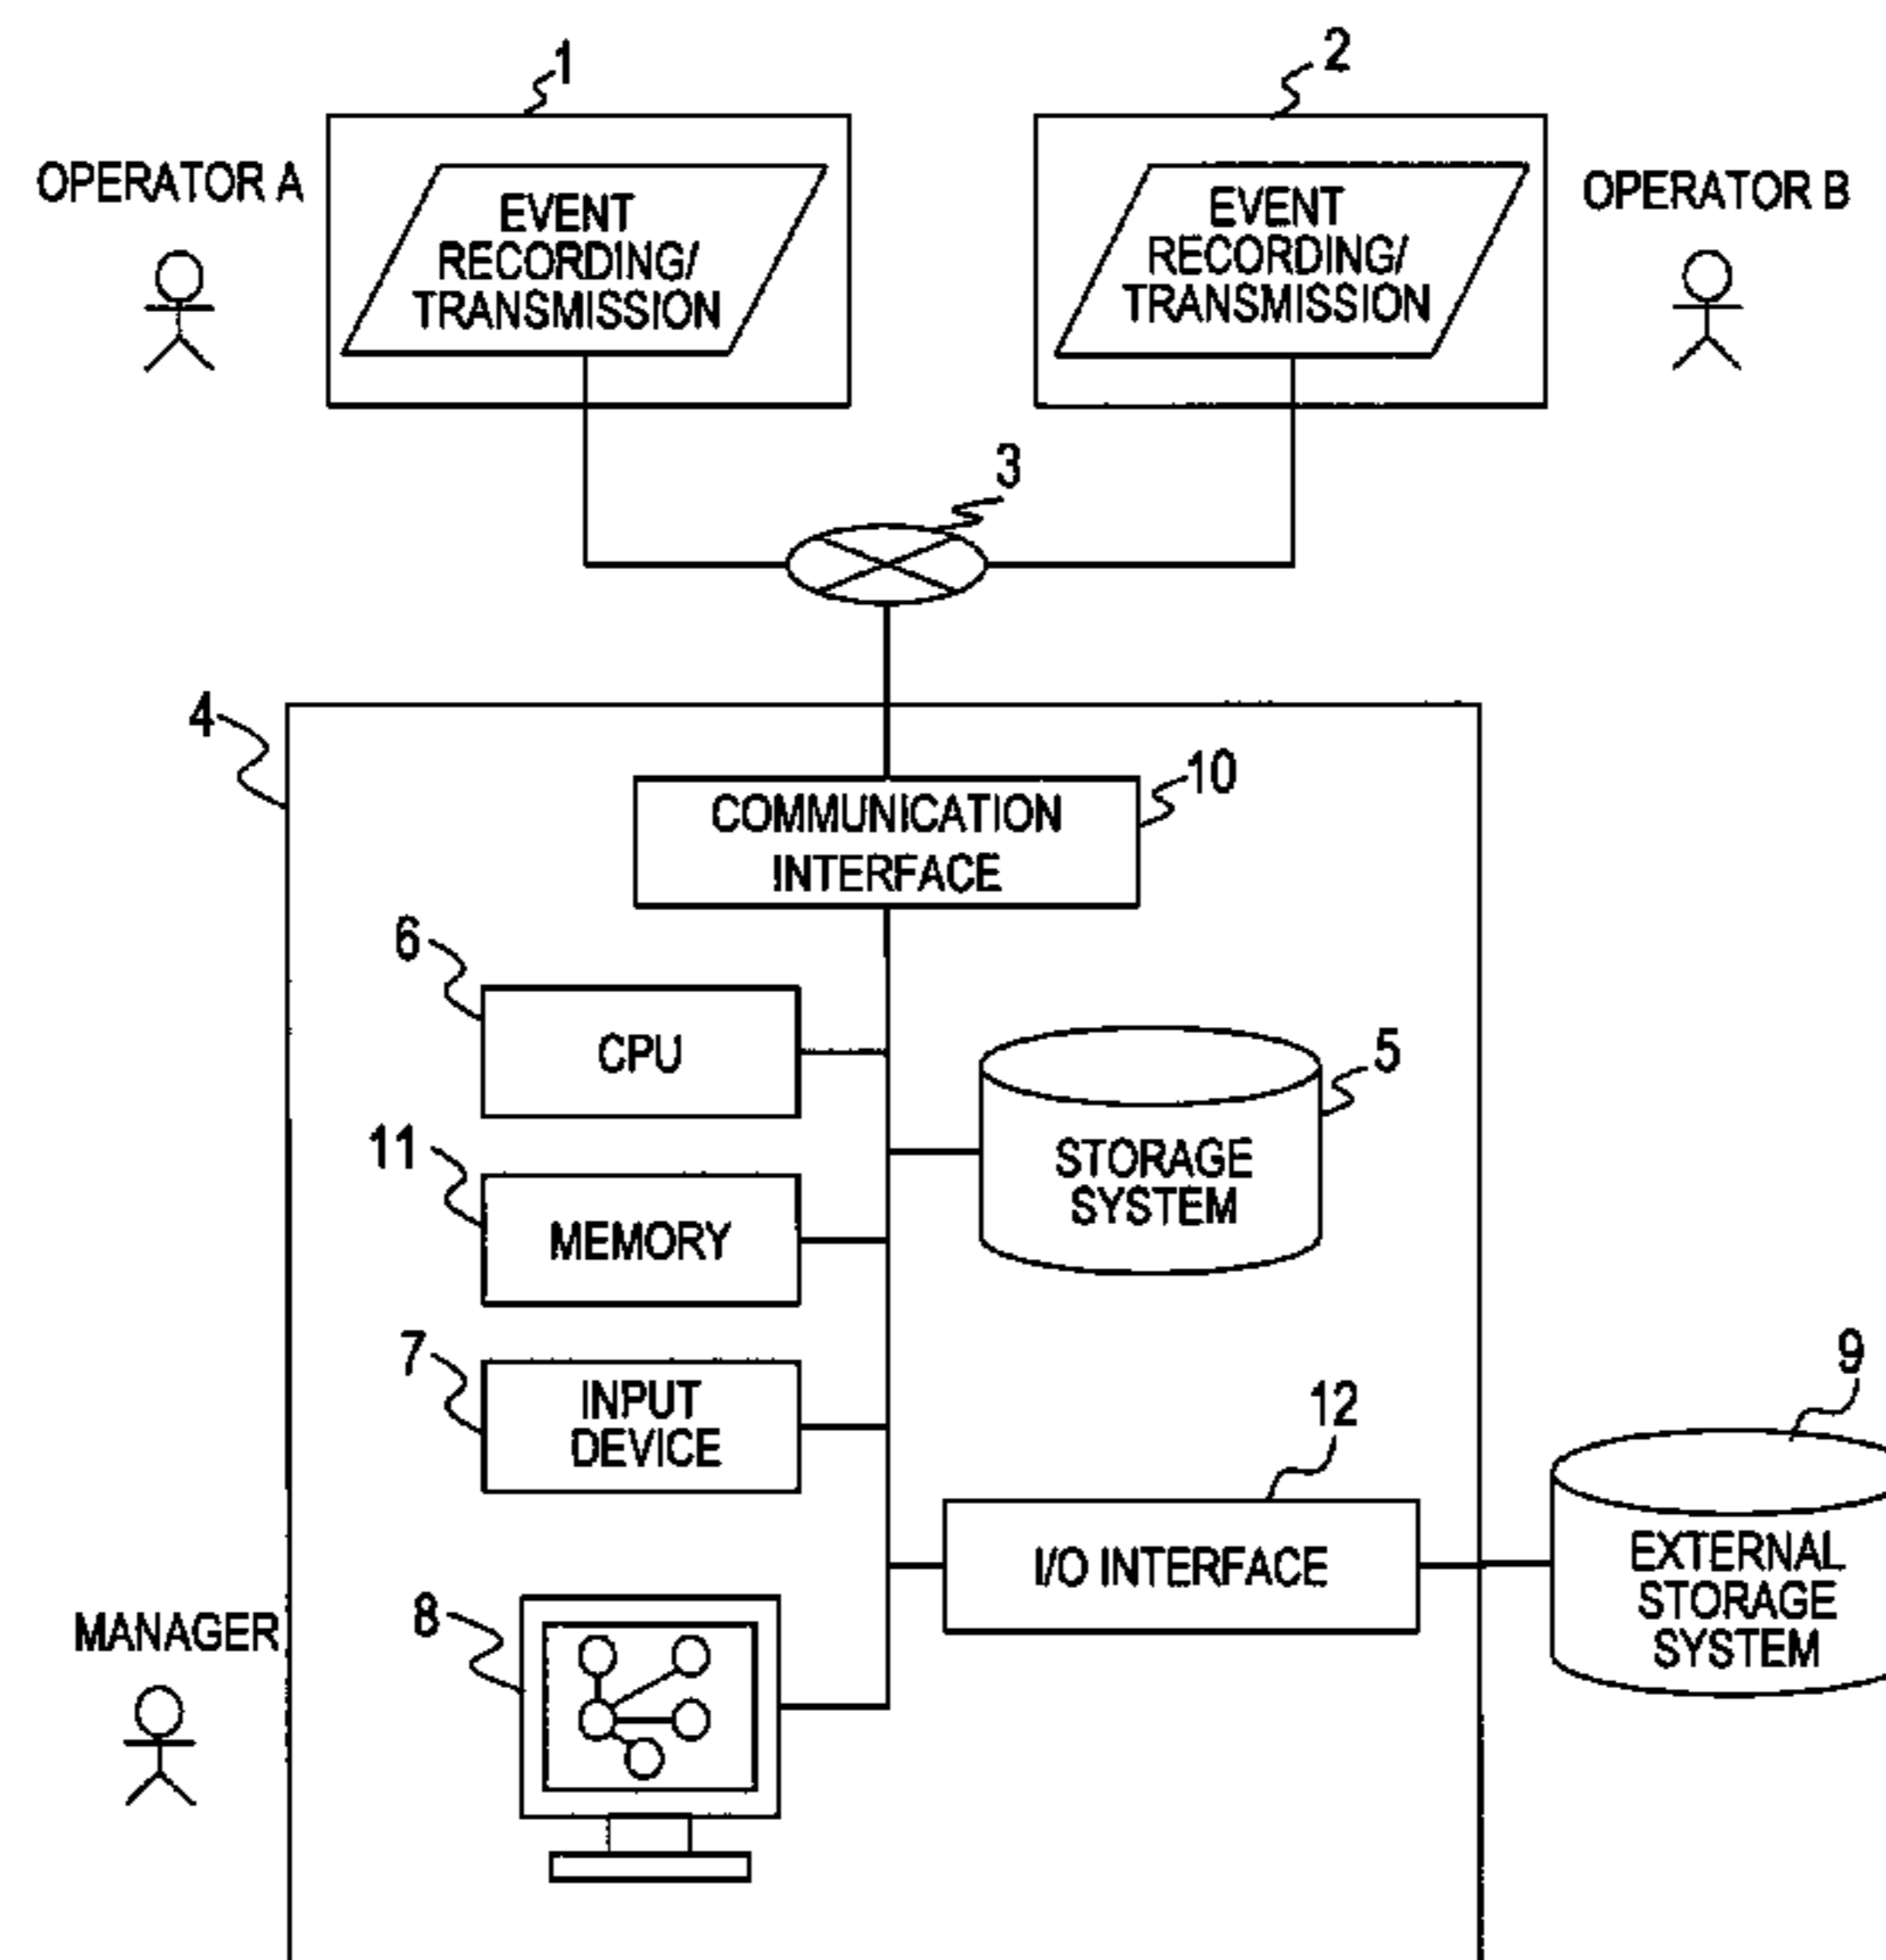 1
2
OPERATOR A
EVENT
RECORDING/
TRANSMISSION
EVENT
RECORDING/
TRANSMISSION
OPERATOR B
3
4
10
COMMUNICATION
INTERFACE
6
CPU
5
STORAGE
SYSTEM
11
MEMORY
7
INPUT
DEVICE
12
I/O INTERFACE
9
EXTERNAL
STORAGE
SYSTEM
MANAGER
8